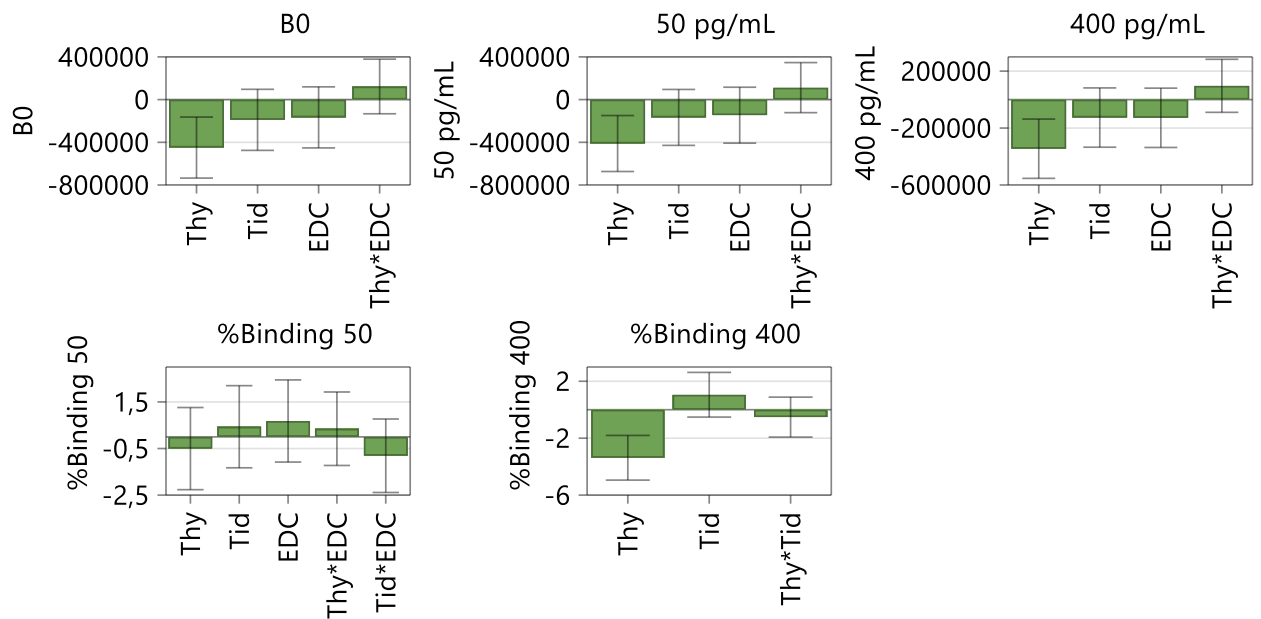 B0
B0
400000
0
-400000
-800000
Thy
Tid
EDC
Thy*EDC
50 pg/mL
50 pg/mL
400000
0
-400000
-800000
Thy
Tid
EDC
Thy*EDC
400 pg/mL
400 pg/mL
200000
-200000
-600000
Thy
Tid
EDC
Thy*EDC
%Binding 50
%Binding 50
1,5
-0,5
-2,5
Thy
Tid
EDC
Thy*EDC
Tid*EDC
%Binding 400
%Binding 400
2
-2
-6
Thy
Tid
Thy*Tid